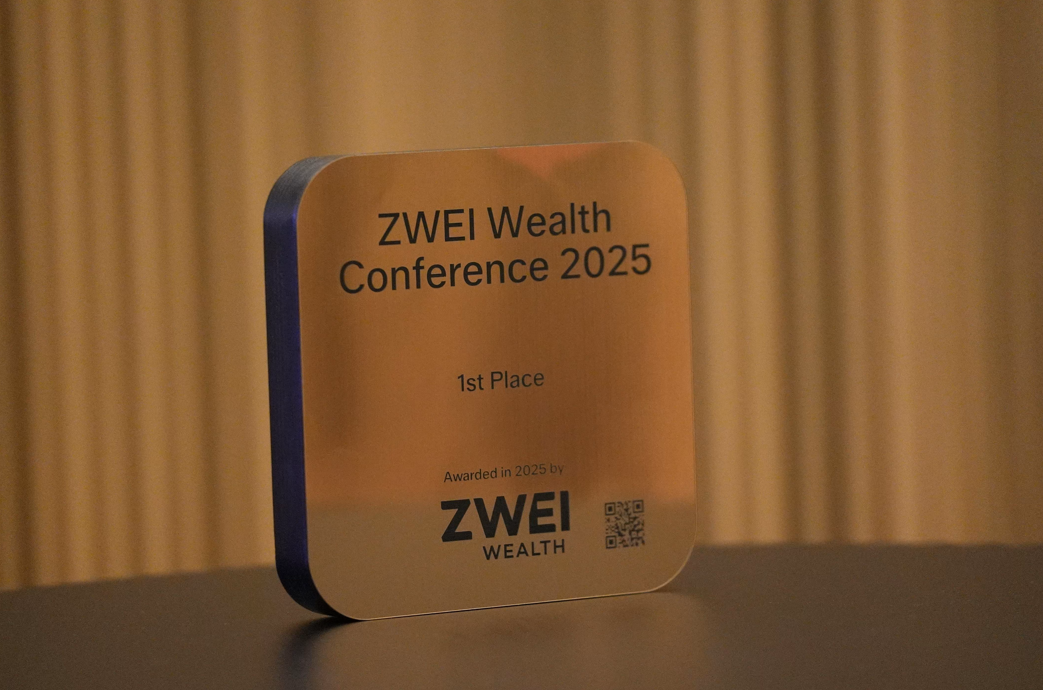 ZWEI Wealth
Conference 2025
1st Place
Awarded in 2025 by
ZWEI
WEALTH